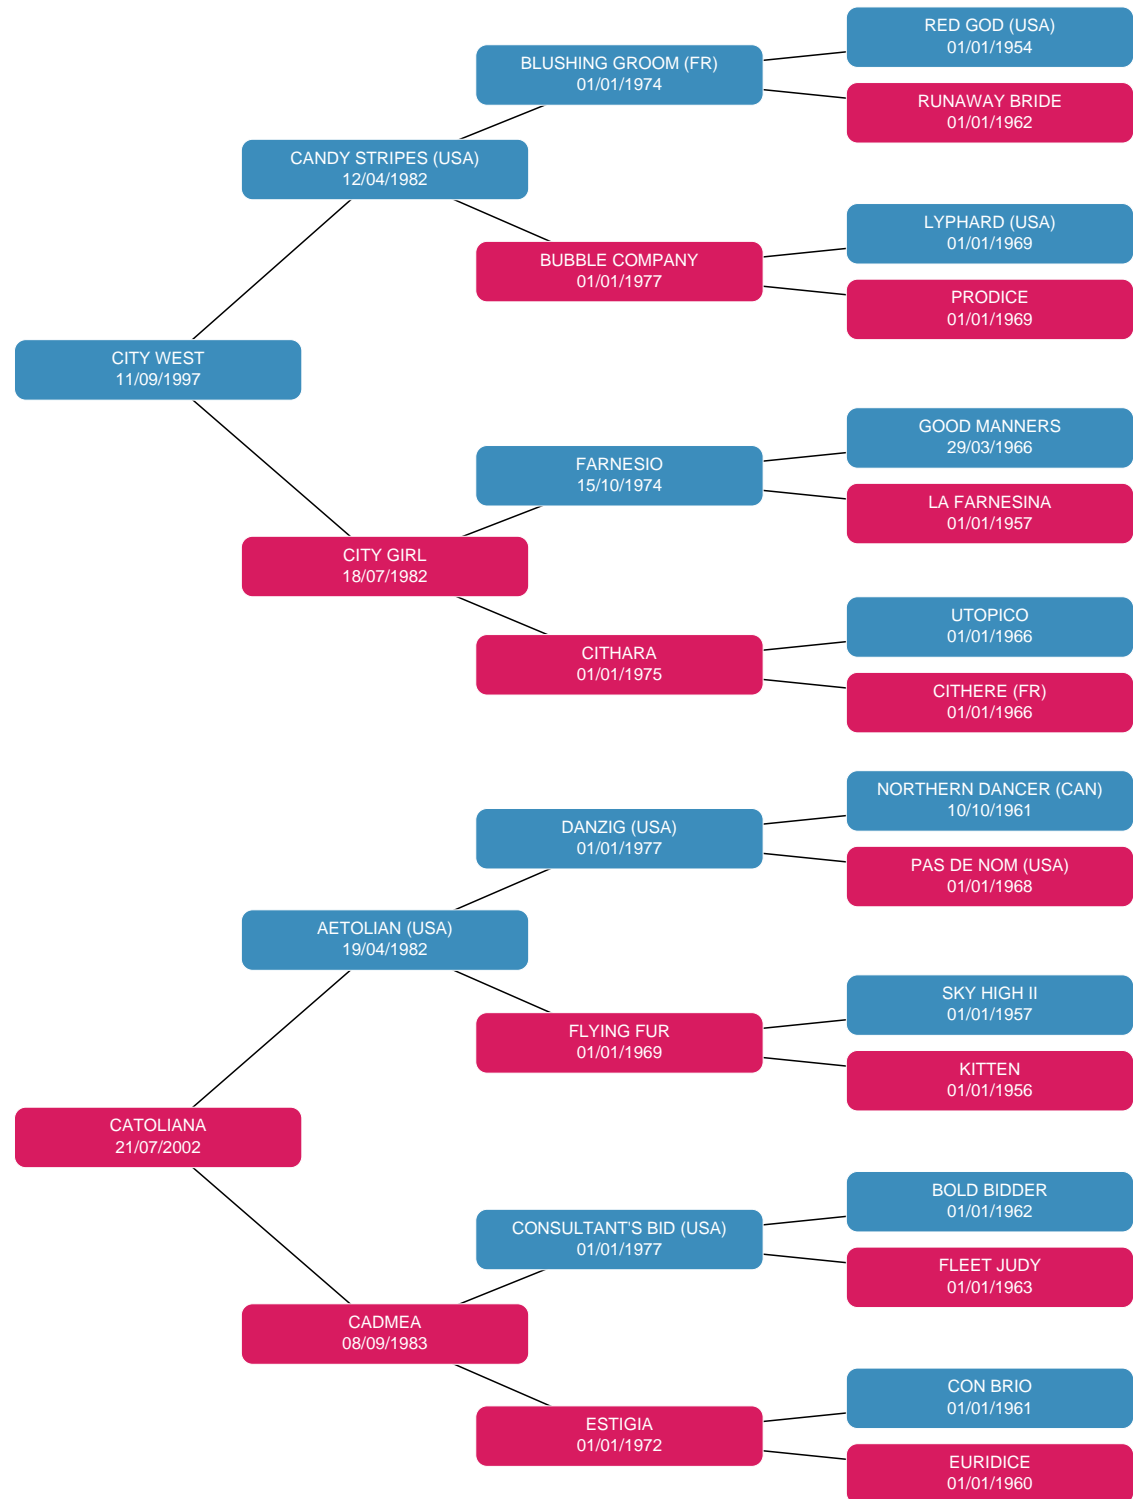 RED GOD (USA)
01/01/1954
BLUSHING GROOM (FR)
01/01/1974
RUNAWAY BRIDE
01/01/1962
CANDY STRIPES (USA)
12/04/1982
LYPHARD (USA)
01/01/1969
BUBBLE COMPANY
01/01/1977
PRODICE
01/01/1969
CITY WEST
11/09/1997
GOOD MANNERS
29/03/1966
FARNESIO
15/10/1974
LA FARNESINA
01/01/1957
CITY GIRL
18/07/1982
UTOPICO
01/01/1966
CITHARA
01/01/1975
CITHERE (FR)
01/01/1966
NORTHERN DANCER (CAN)
10/10/1961
DANZIG (USA)
01/01/1977
PAS DE NOM (USA)
01/01/1968
AETOLIAN (USA)
19/04/1982
SKY HIGH II
01/01/1957
FLYING FUR
01/01/1969
KITTEN
01/01/1956
CATOLIANA
21/07/2002
BOLD BIDDER
01/01/1962
CONSULTANT'S BID (USA)
01/01/1977
FLEET JUDY
01/01/1963
CADMEA
08/09/1983
CON BRIO
01/01/1961
ESTIGIA
01/01/1972
EURIDICE
01/01/1960